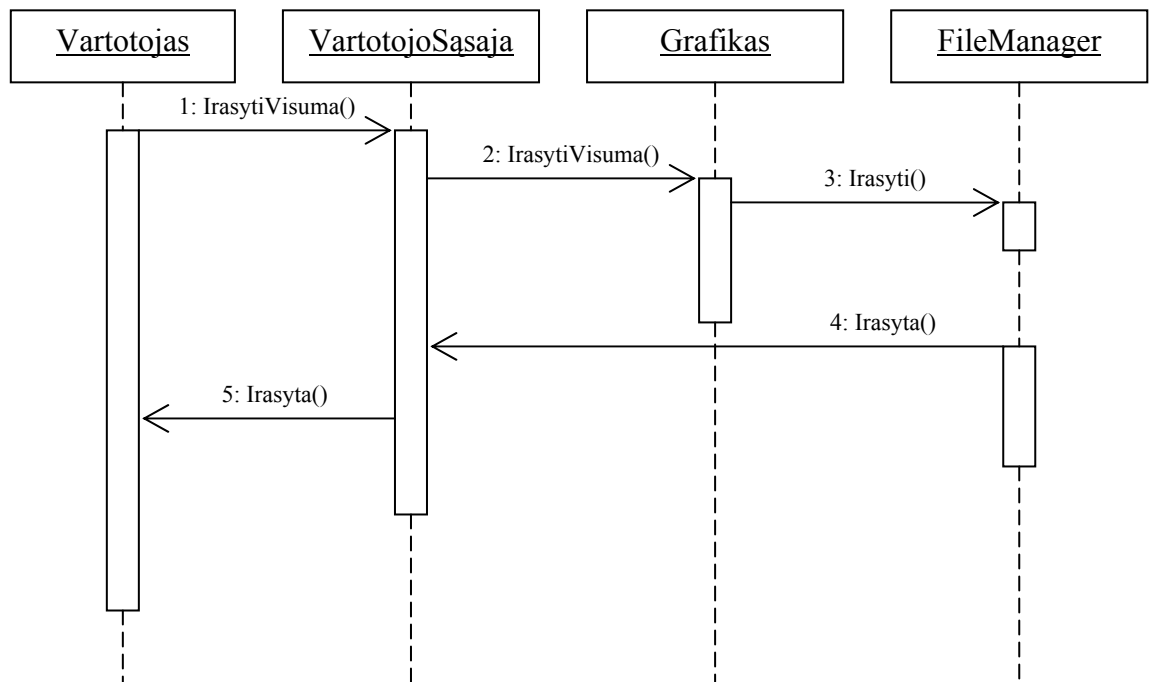 Vartotojas
VartotojoSąsaja
Grafikas
FileManager
1: IrasytiVisuma()
2: IrasytiVisuma()
3: Irasyti()
4: Irasyta()
5: Irasyta()